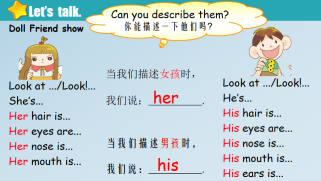 Let's talk.
Can you describe them?
你能描述一下他们吗?
Doll Friend show
Look at .../Look!...
She's...
Her hair is...
Her eyes are...
Her nose is...
Her mouth is...
当我们描述女孩时,
我们说: her.
当我们描述男孩时,
我们说: his.
Look at .../Look!...
He's...
His hair is...
His eyes are...
His nose is...
His mouth is...
His ears is...